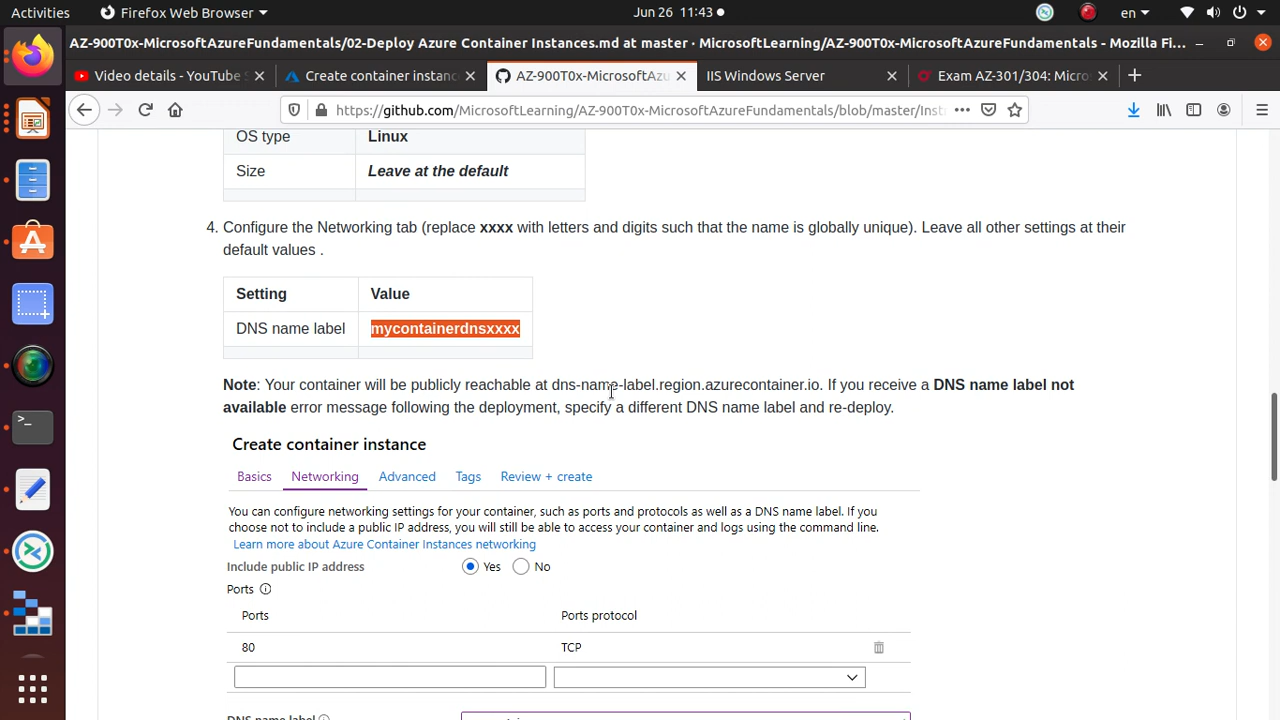 Activities
Firefox Web Browser
Jun 26 11:43
en
AZ-900T0x-MicrosoftAzureFundamentals/02-Deploy Azure Container Instances.md at master · MicrosoftLearning/AZ-900T0x-MicrosoftAzureFundamentals - Mozilla Fi...
Video details - YouTube S
Create container instanc
AZ-900T0x-MicrosoftAzu
IIS Windows Server
Exam AZ-301/304: Micro
https://github.com/MicrosoftLearning/AZ-900T0x-MicrosoftAzureFundamentals/blob/master/Inst
OS type Linux
Size Leave at the default
4. Configure the Networking tab (replace xxxx with letters and digits such that the name is globally unique). Leave all other settings at their
default values .
Setting Value
DNS name label mycontainerdnsxxxx
Note: Your container will be publicly reachable at dns-name-label.region.azurecontainer.io. If you receive a DNS name label not
available error message following the deployment, specify a different DNS name label and re-deploy.
Create container instance
Basics Networking Advanced Tags Review + create
You can configure networking settings for your container, such as ports and protocols as well as a DNS name label. If you
choose not to include a public IP address, you will still be able to access your container and logs using the command line.
Learn more about Azure Container Instances networking
Include public IP address Yes No
Ports
Ports Ports protocol
80 TCP
DNS name label